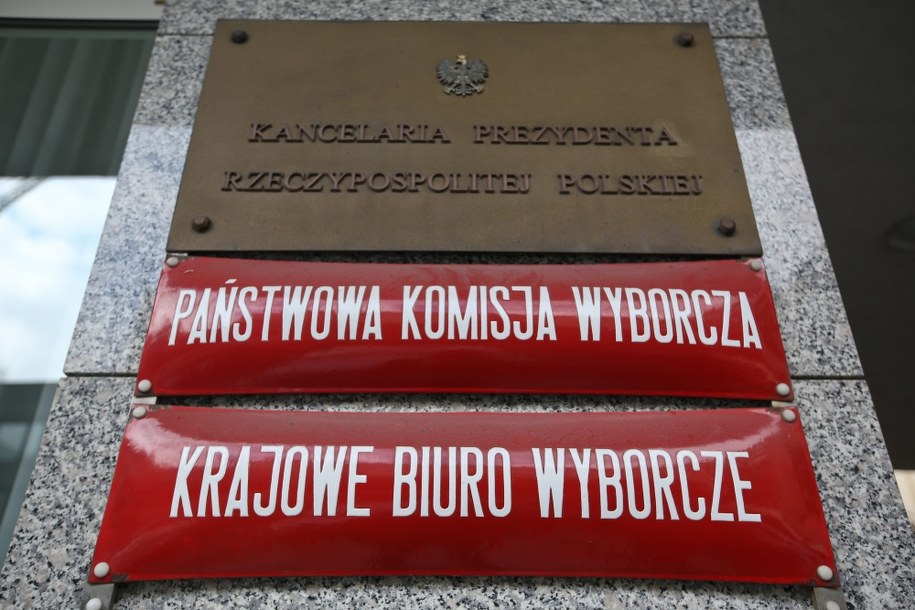 KANCELARIA PREZYDENTA
RZECZYPOSPOLITEJ POLSKIEJ
PAŃSTWOWA KOMISJA WYBORCZA
KRAJOWE BIURO WYBORCZE